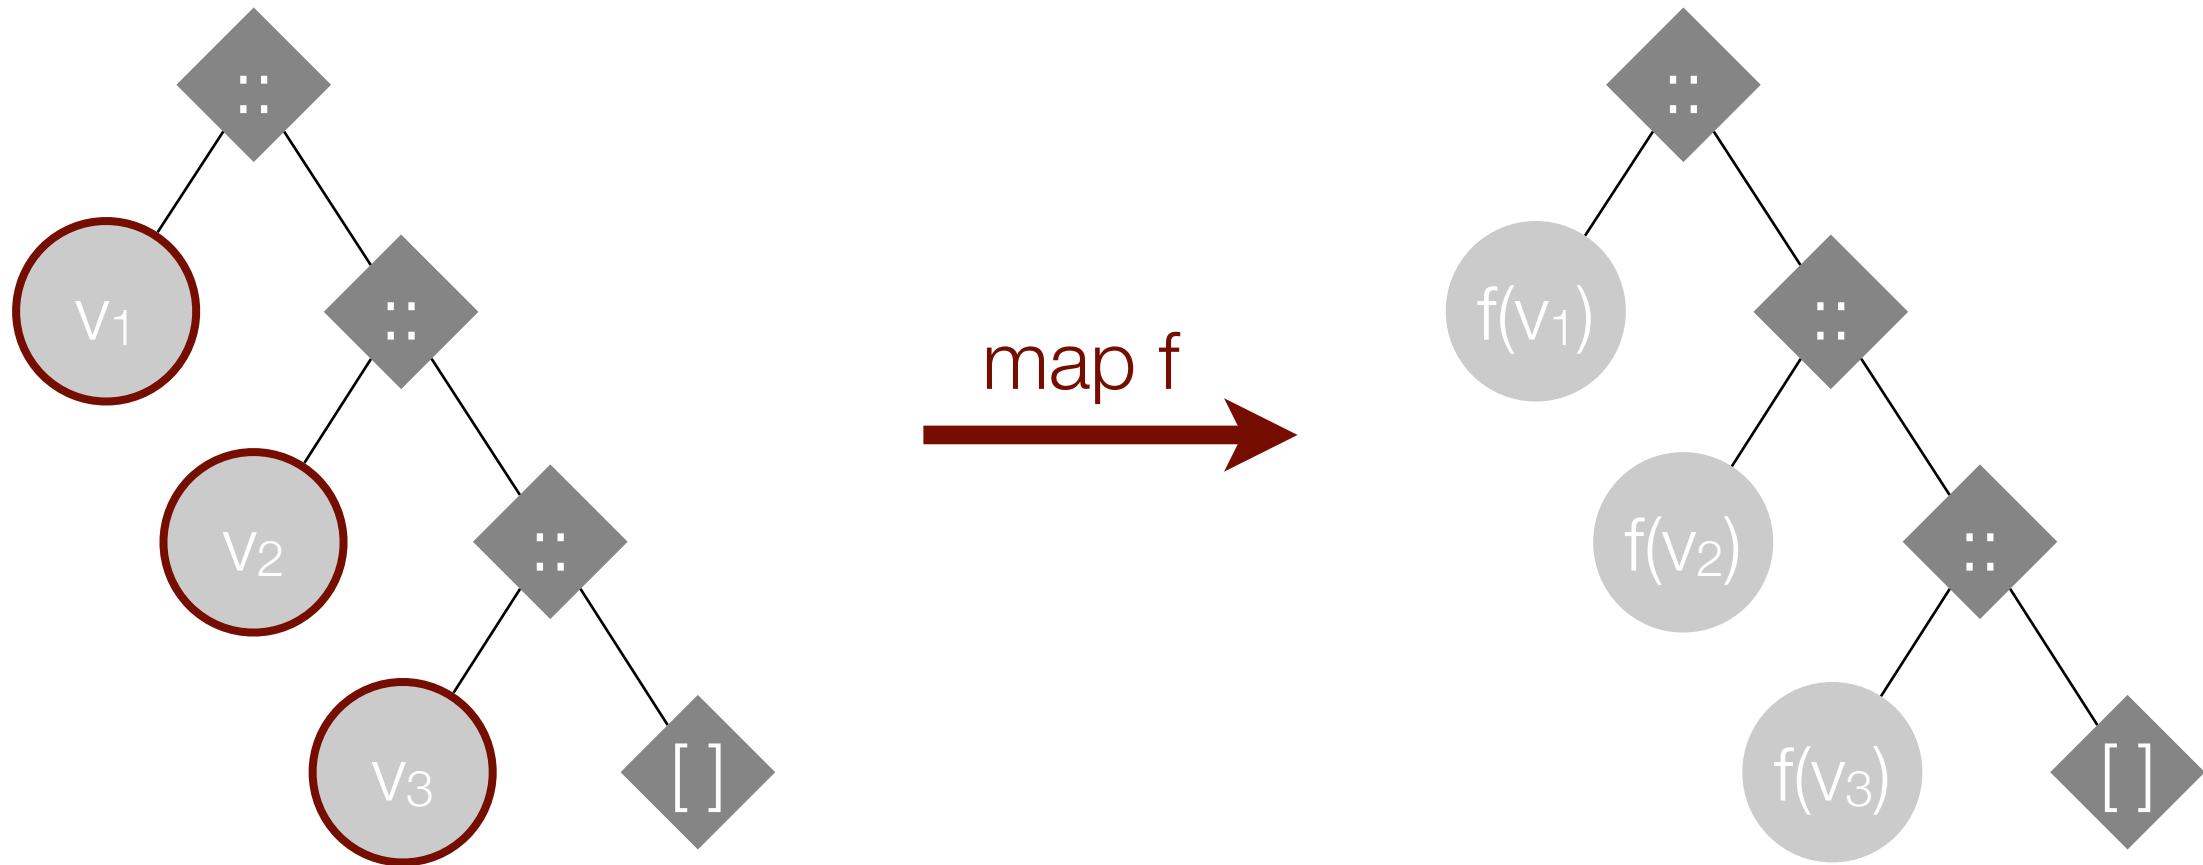 ::
::
v₁
f(v₁)
::
::
map f
v₂
f(v₂)
::
::
v₃
[ ]
f(v₃)
[ ]